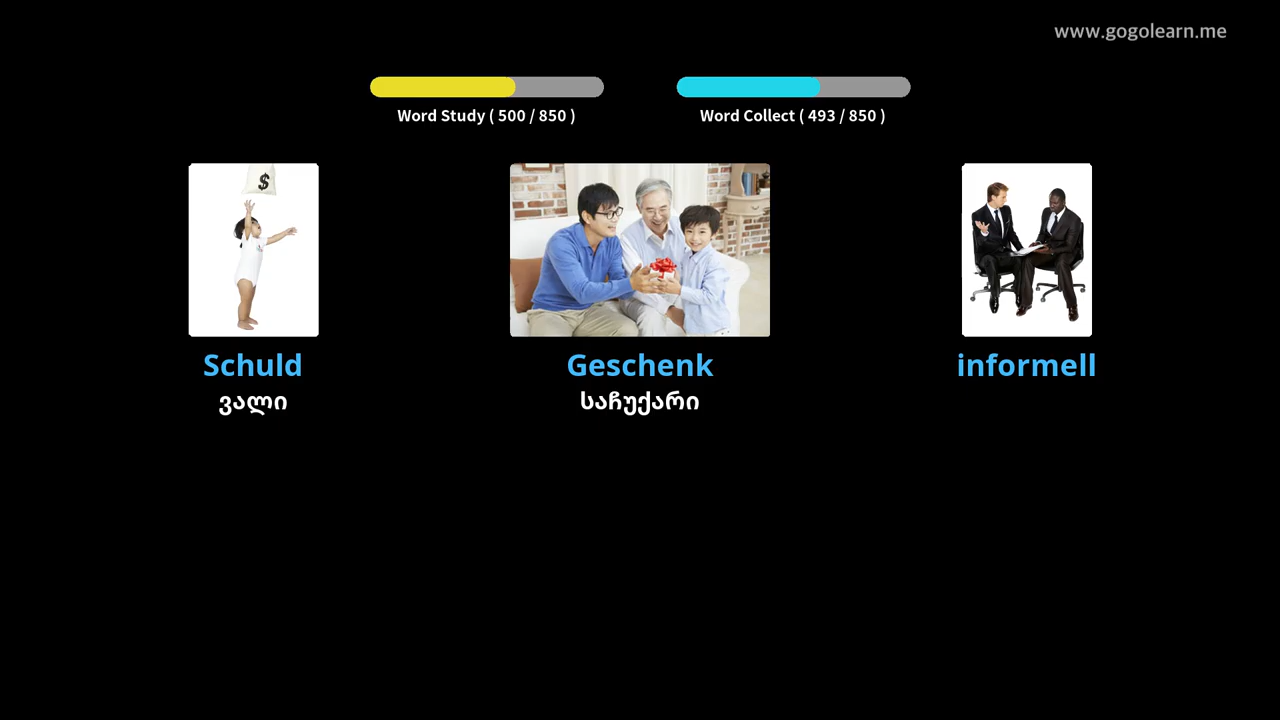 www.gogolearn.me
Word Study ( 500 / 850 )
Word Collect ( 493 / 850 )
$
Schuld
Geschenk
informell
ვალი
საჩუქარი